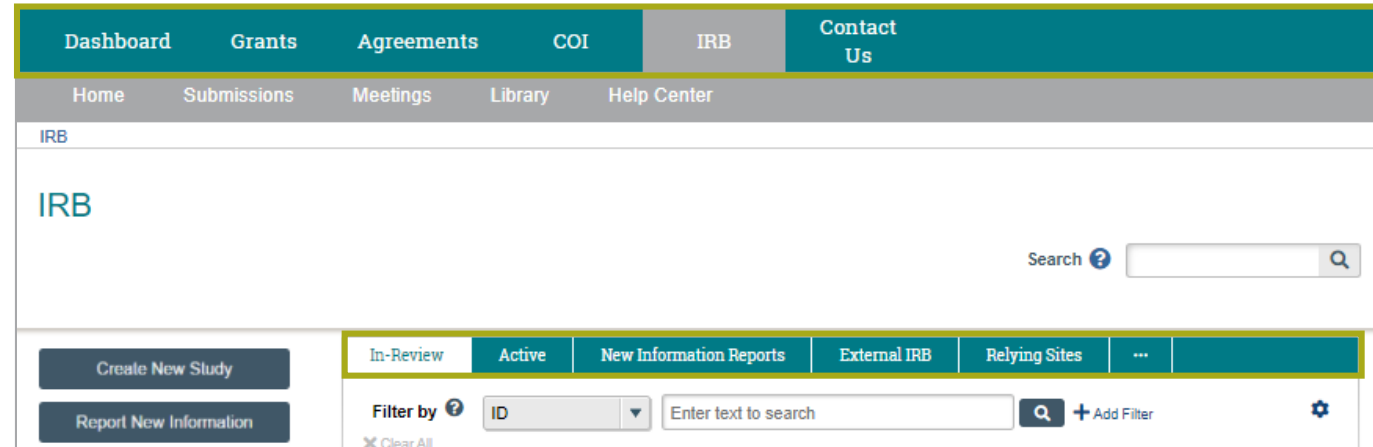 Dashboard Grants Agreements COI IRB Contact Us
Home Submissions Meetings Library Help Center
IRB
IRB
Search ?
Create New Study
Report New Information
In-Review Active New Information Reports External IRB Relying Sites ...
Filter by ? ID Enter text to search + Add Filter
Clear All